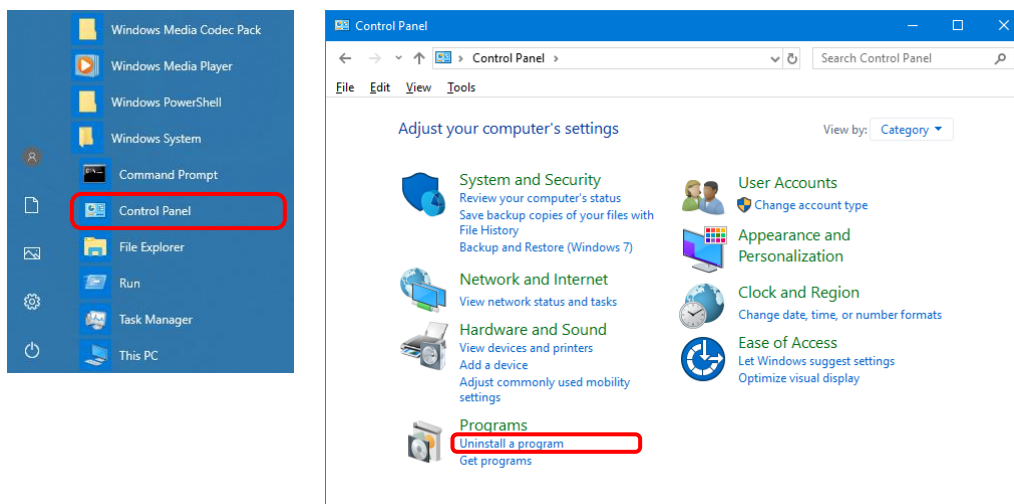 Windows Media Codec Pack
Windows Media Player
Windows PowerShell
Windows System
Command Prompt
Control Panel
File Explorer
Run
Task Manager
This PC
Control Panel
Control Panel
Search Control Panel
File Edit View Tools
Adjust your computer's settings
View by: Category
System and Security
Review your computer's status
Save backup copies of your files with
File History
Backup and Restore (Windows 7)
Network and Internet
View network status and tasks
Hardware and Sound
View devices and printers
Add a device
Adjust commonly used mobility
settings
Programs
Uninstall a program
Get programs
User Accounts
Change account type
Appearance and
Personalization
Clock and Region
Change date, time, or number formats
Ease of Access
Let Windows suggest settings
Optimize visual display